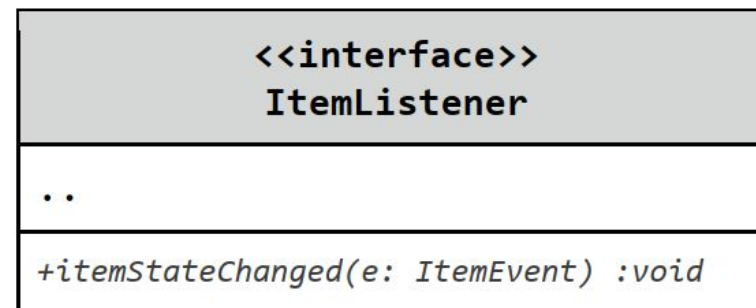 <<interface>>
ItemListener
..
+itemStateChanged(e: ItemEvent) :void